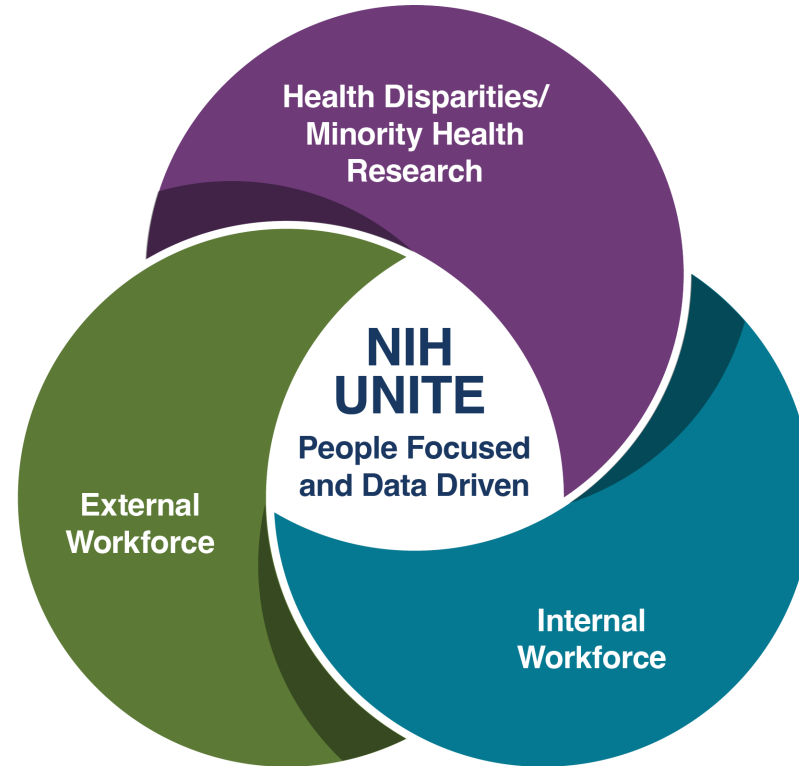 Health Disparities/
Minority Health
Research
NIH
UNITE
People Focused
and Data Driven
External
Workforce
Internal
Workforce